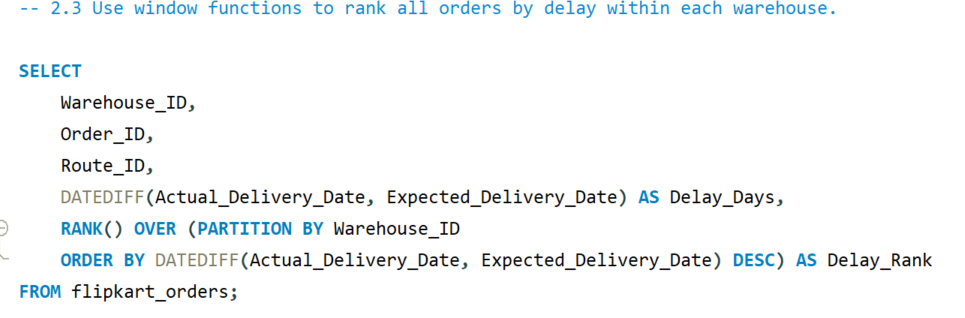 -- 2.3 Use window functions to rank all orders by delay within each warehouse.
SELECT
Warehouse_ID,
Order_ID,
Route_ID,
DATEDIFF(Actual_Delivery_Date, Expected_Delivery_Date) AS Delay_Days,
RANK() OVER (PARTITION BY Warehouse_ID
ORDER BY DATEDIFF(Actual_Delivery_Date, Expected_Delivery_Date) DESC) AS Delay_Rank
FROM flipkart_orders;